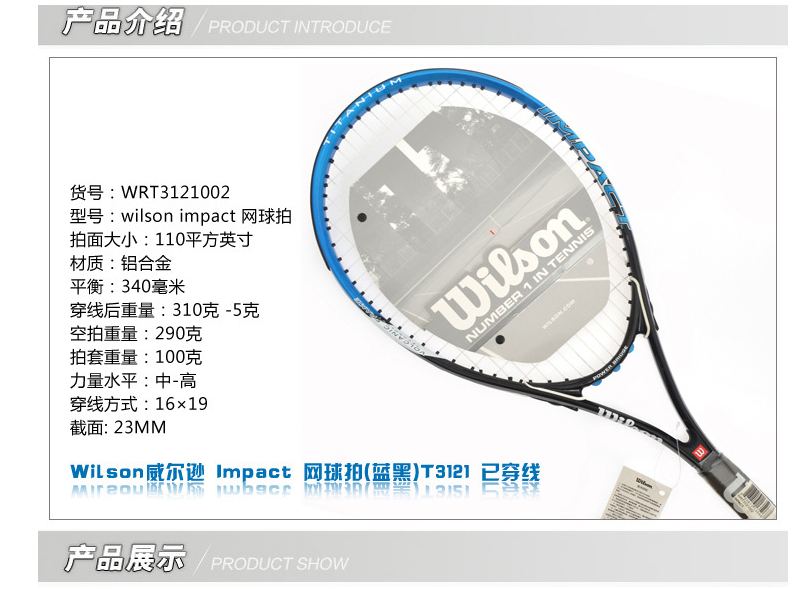 产品介绍 / PRODUCT INTRODUCE
货号：WRT3121002
型号：wilson impact 网球拍
拍面大小：110平方英寸
材质：铝合金
平衡：340毫米
穿线后重量：310克 -5克
空拍重量：290克
拍套重量：100克
力量水平：中-高
穿线方式：16×19
截面: 23MM
TITANIUM
IMPACT
Wilson
NUMBER 1 IN TENNIS
WILSON.COM
POWER BRIDGE
Wilson
W
Wilson
Wilson威尔逊 Impact 网球拍(蓝黑)T3121 已穿线
产品展示 / PRODUCT SHOW